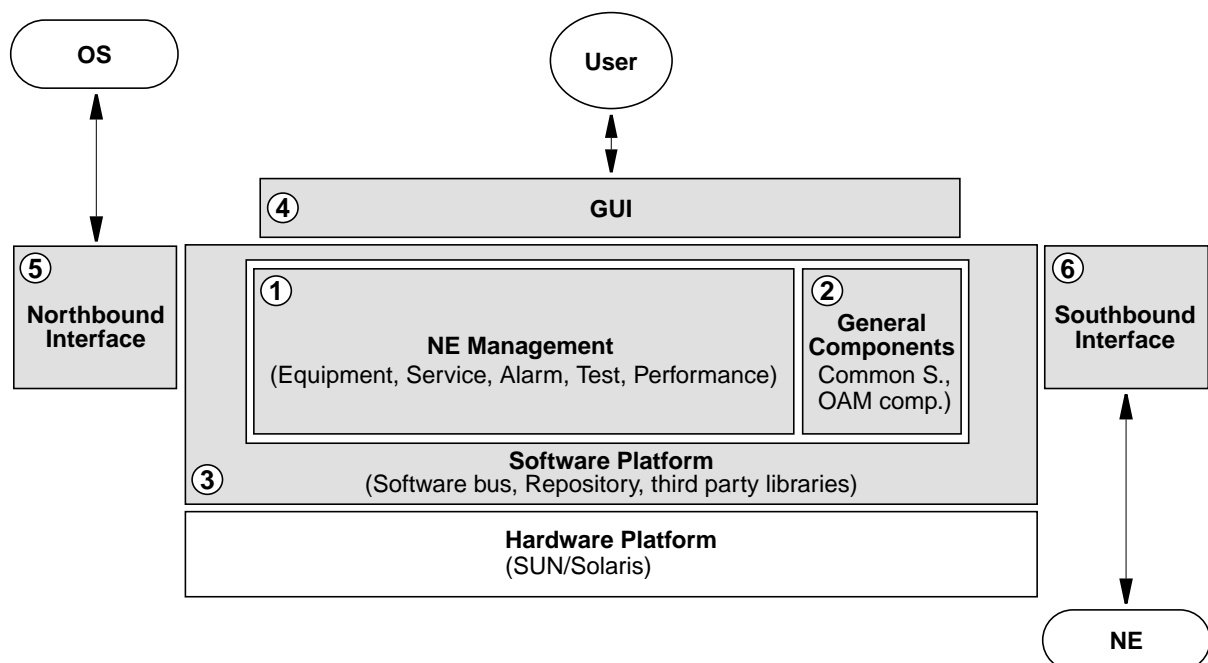 OS
User
4
GUI
5
Northbound
Interface
1
NE Management
(Equipment, Service, Alarm, Test, Performance)
2
General
Components
Common S.,
OAM comp.)
6
Southbound
Interface
3
Software Platform
(Software bus, Repository, third party libraries)
Hardware Platform
(SUN/Solaris)
NE